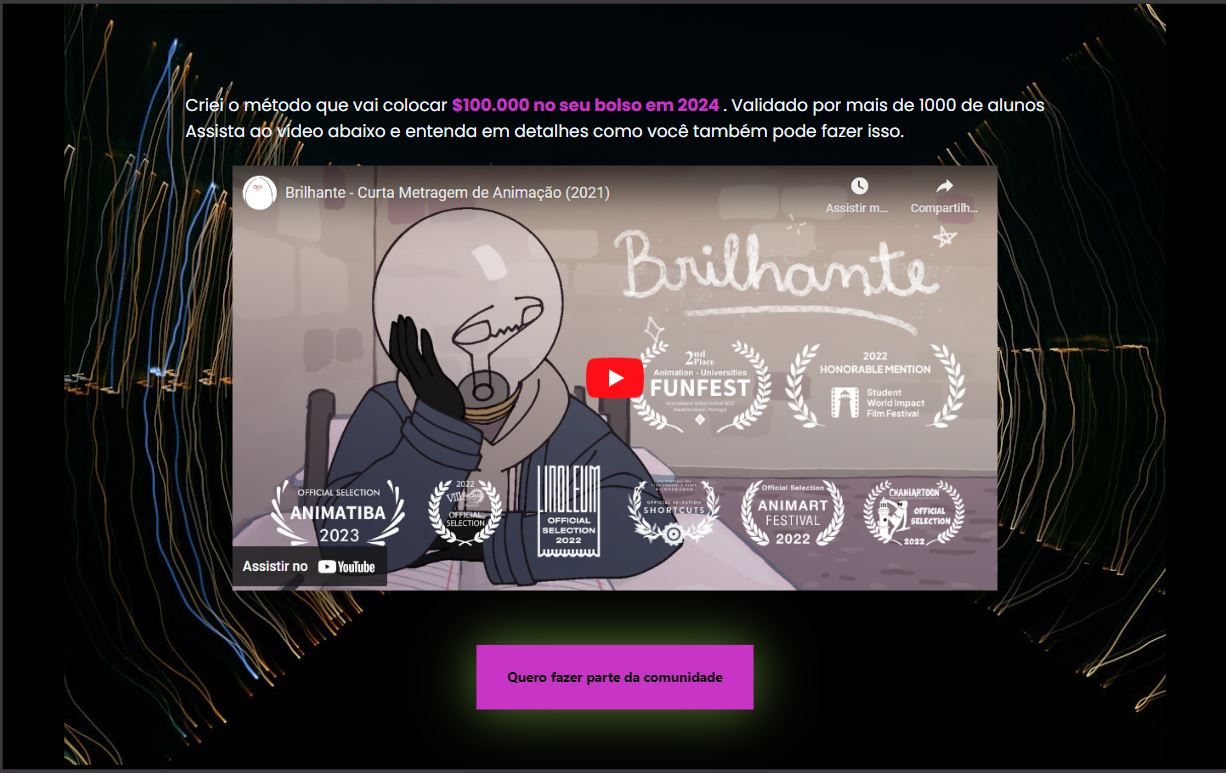 Criei o método que vai colocar $100.000 no seu bolso em 2024 . Validado por mais de 1000 de alunos
Assista ao vídeo abaixo e entenda em detalhes como você também pode fazer isso.
Brilhante - Curta Metragem de Animação (2021)
Assistir m...
Compartilh...
Brilhante
2nd
Place
Animation - Universities
FUNFEST
2022
HONORABLE MENTION
Student
World Impact
Film Festival
OFFICIAL SELECTION
ANIMATIBA
2023
2022
OFFICIAL
SELECTION
LINOLEUM
OFFICIAL
SELECTION
2022
OFFICIAL SELECTION
SHORTCUTS
Official Selection
ANIMART
FESTIVAL
2022
CHANIARTOON
OFFICIAL
SELECTION
2022
Assistir no YouTube
Quero fazer parte da comunidade